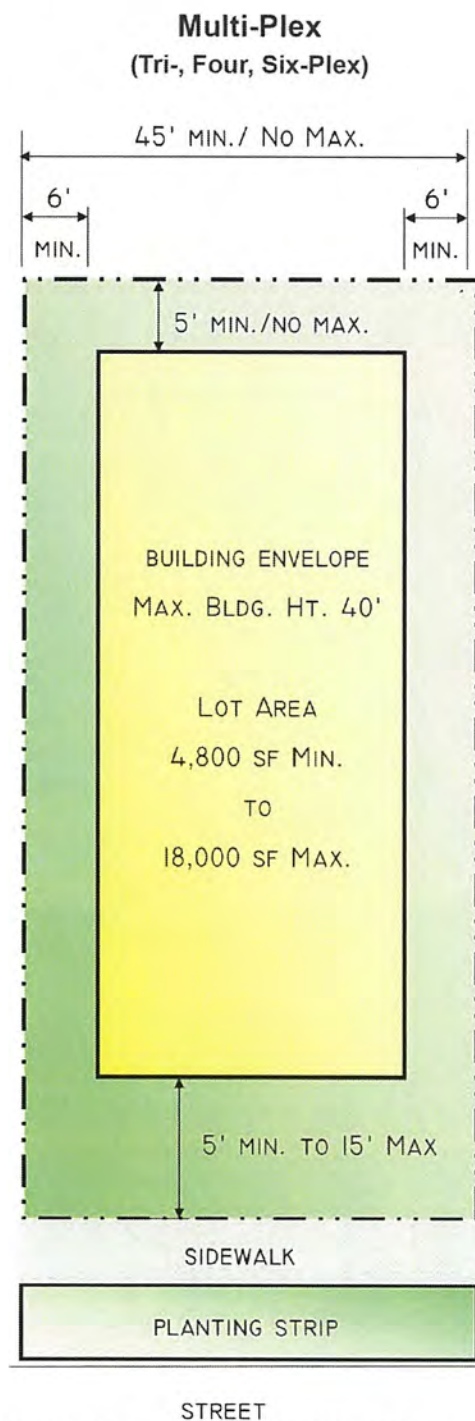 Multi-Plex
(Tri-, Four, Six-Plex)
45' MIN./ NO MAX.
6' 6'
MIN. MIN.
5' MIN./NO MAX.
BUILDING ENVELOPE
MAX. BLDG. HT. 40'
LOT AREA
4,800 SF MIN.
TO
18,000 SF MAX.
5' MIN. TO 15' MAX
SIDEWALK
PLANTING STRIP
STREET